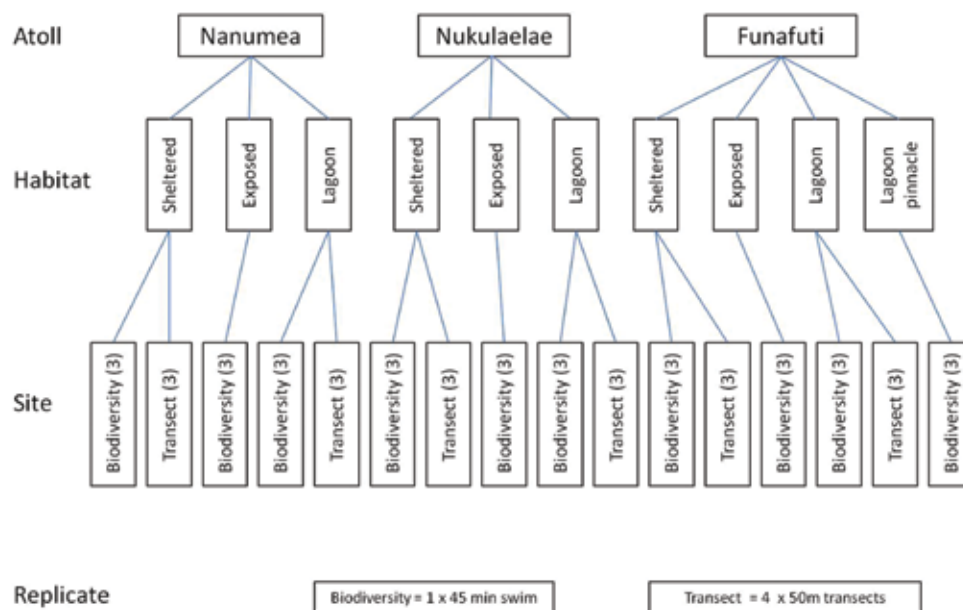 Atoll
Nanumea
Nukulaelae
Funafuti
Habitat
Sheltered
Exposed
Lagoon
Sheltered
Exposed
Lagoon
Sheltered
Exposed
Lagoon
Lagoon
pinnacle
Site
Biodiversity (3)
Transect (3)
Biodiversity (3)
Biodiversity (3)
Transect (3)
Biodiversity (3)
Transect (3)
Biodiversity (3)
Biodiversity (3)
Transect (3)
Biodiversity (3)
Transect (3)
Biodiversity (3)
Biodiversity (3)
Transect (3)
Biodiversity (3)
Replicate
Biodiversity = 1 x 45 min swim
Transect = 4 x 50m transects